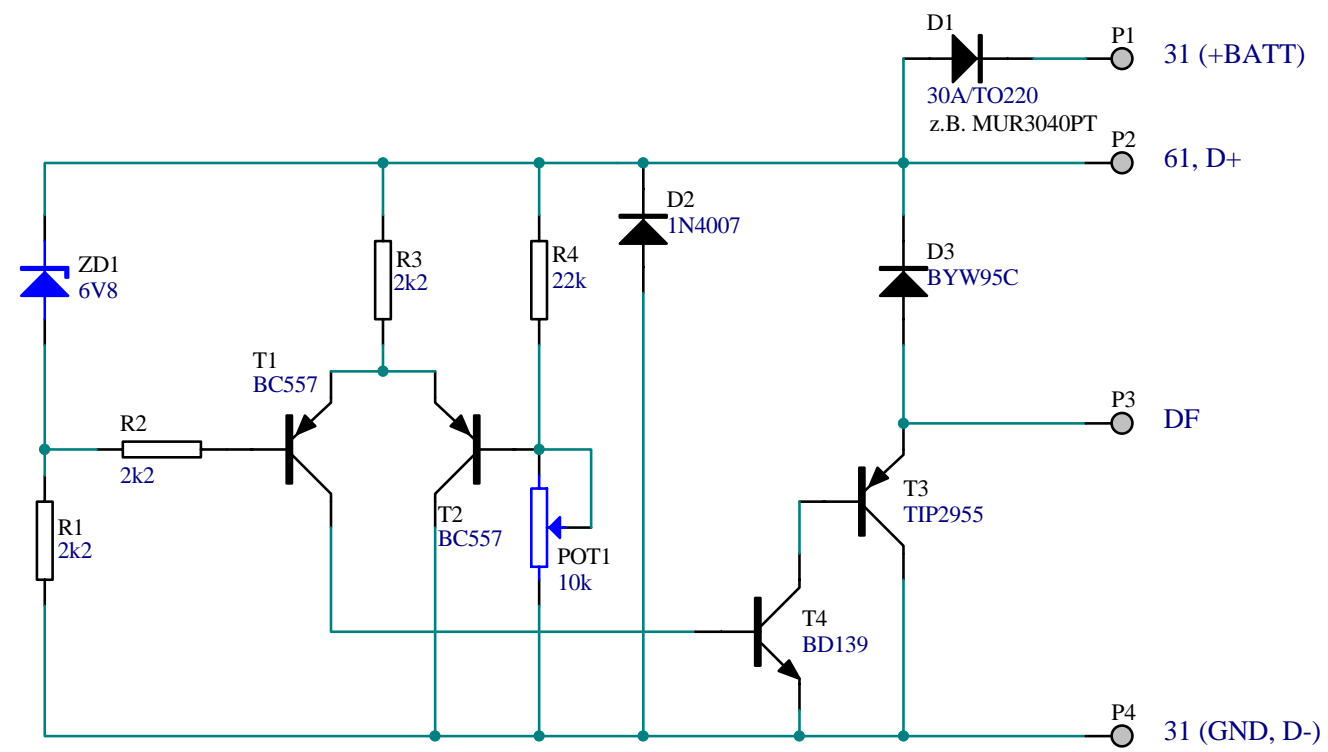 D1
P1
31 (+BATT)
30A/TO220
z.B. MUR3040PT
P2
61, D+
D2
1N4007
ZD1
6V8
R3
2k2
R4
22k
D3
BYW95C
T1
BC557
R2
2k2
P3
DF
R1
2k2
T2
BC557
POT1
10k
T3
TIP2955
T4
BD139
P4
31 (GND, D-)